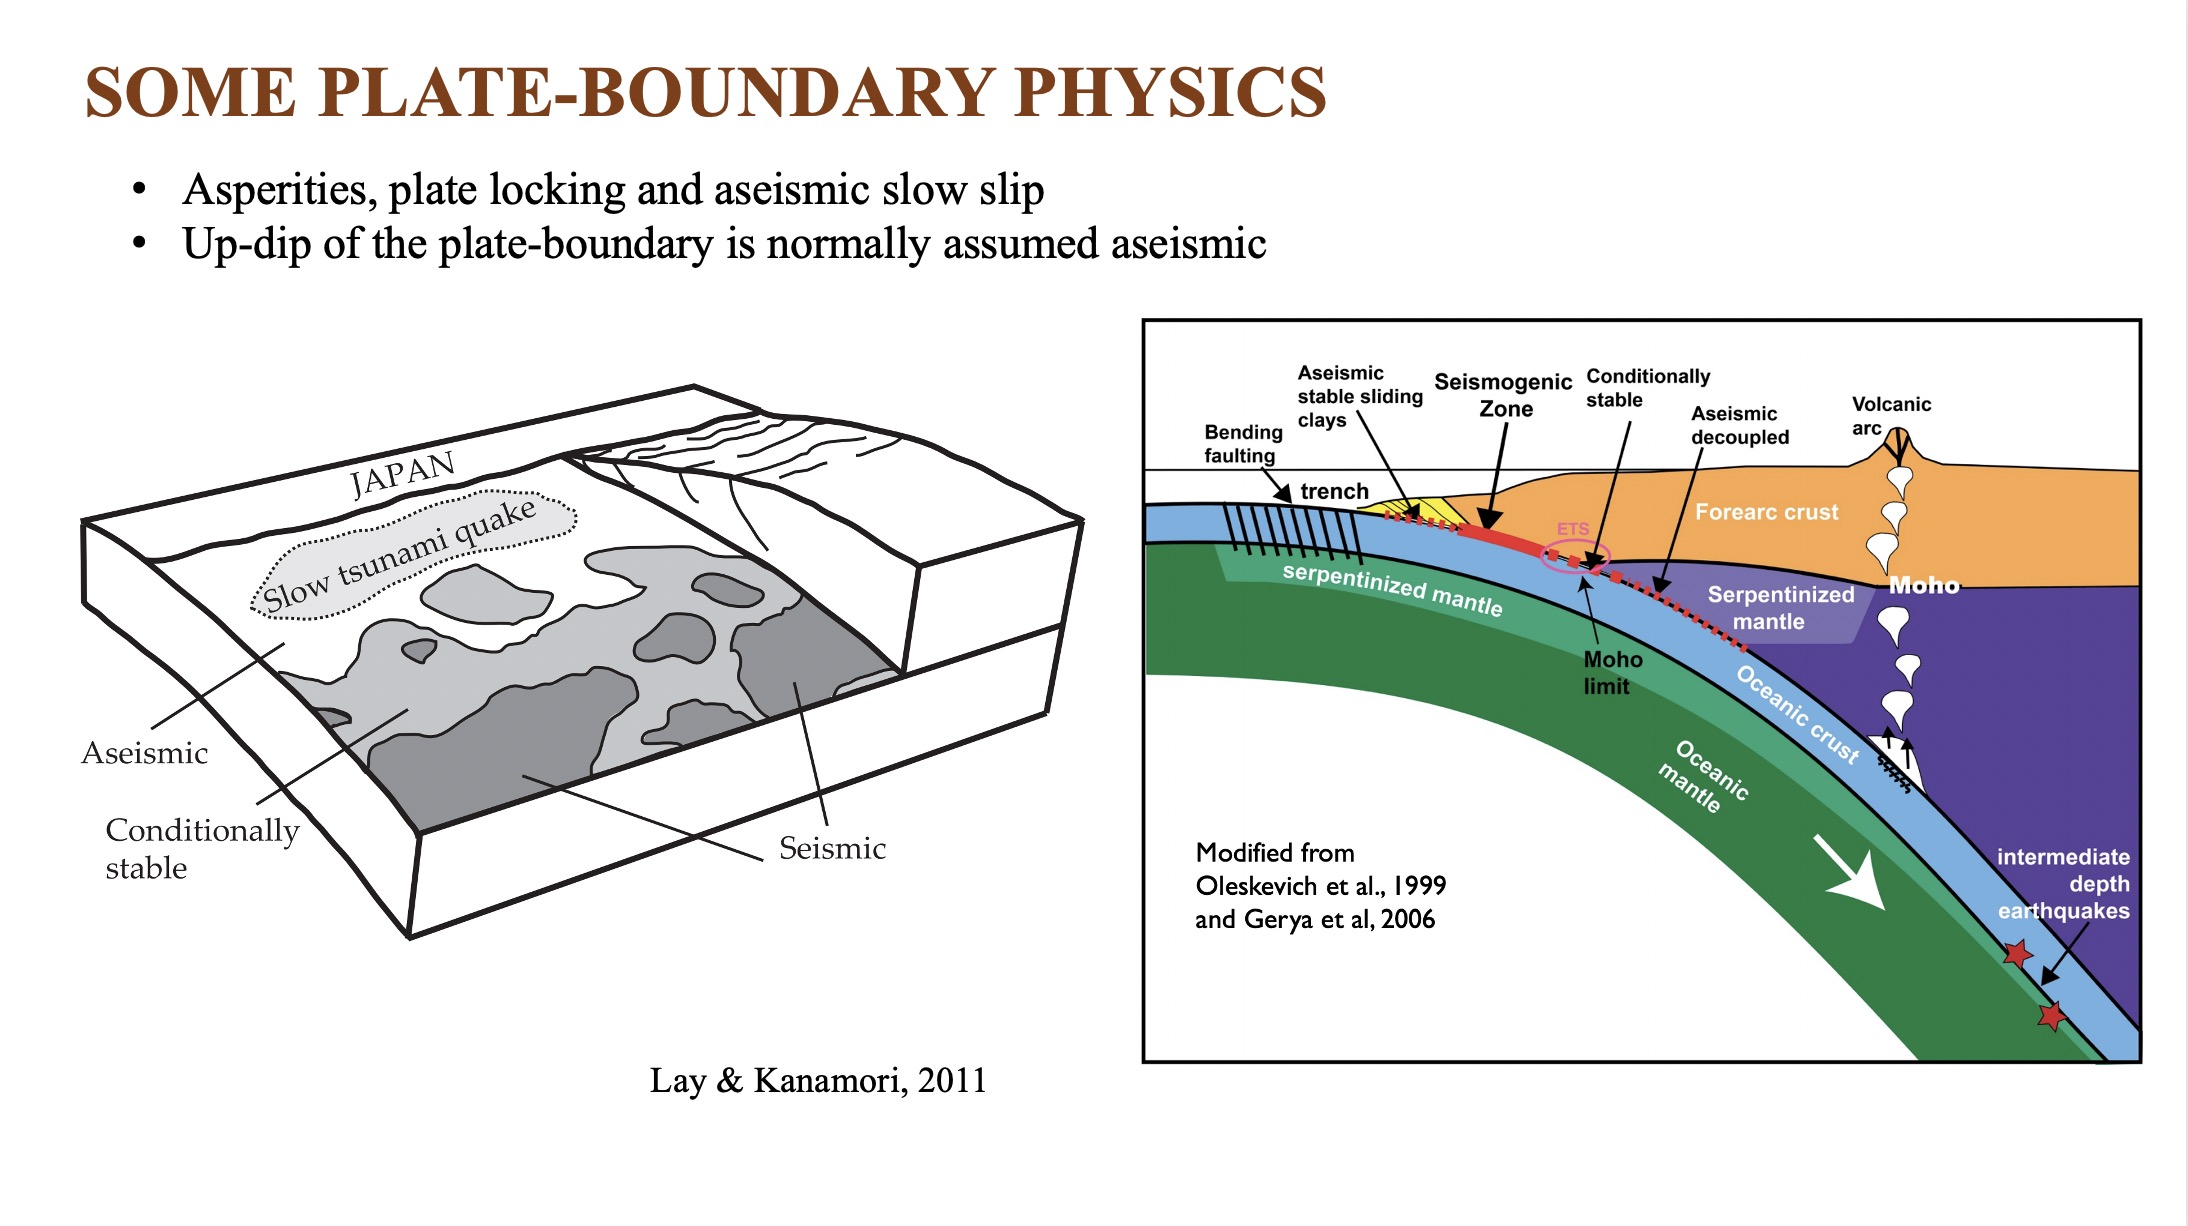 SOME PLATE-BOUNDARY PHYSICS
• Asperities, plate locking and aseismic slow slip
• Up-dip of the plate-boundary is normally assumed aseismic
JAPAN
Slow tsunami quake
Aseismic
Conditionally
stable
Seismic
Lay & Kanamori, 2011
Aseismic
stable sliding
clays
Seismogenic
Zone
Conditionally
stable
Aseismic
decoupled
Volcanic
arc
Bending
faulting
trench
ETS
Forearc crust
serpentinized mantle
Serpentinized
mantle
Moho
Moho
limit
Oceanic crust
Oceanic
mantle
Modified from
Oleskevich et al., 1999
and Gerya et al, 2006
intermediate
depth
earthquakes